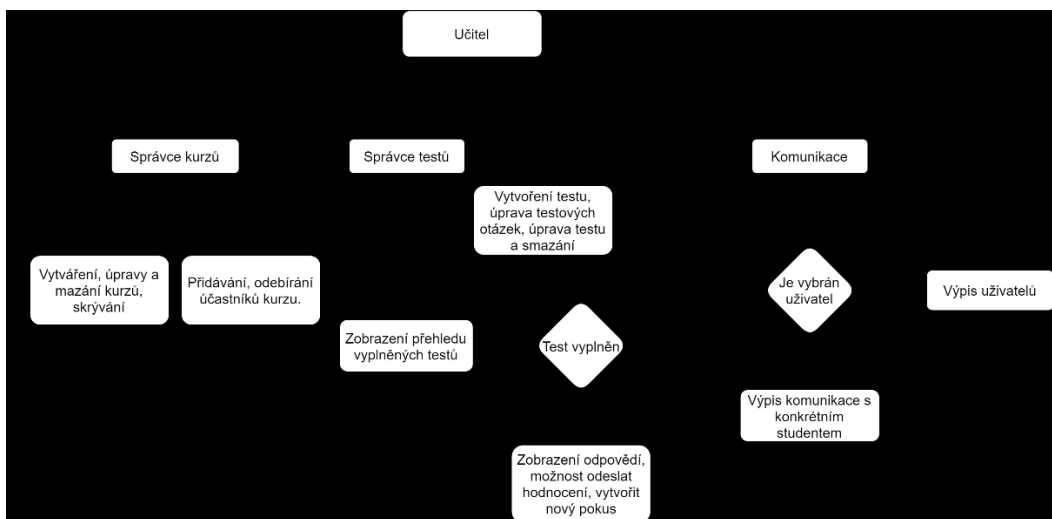 Učitel
Správce kurzů
Správce testů
Komunikace
Vytvoření testu,
úprava testových
otázek, úprava testu
a smazání
Vytváření, úpravy a
mazání kurzů,
skrývání
Přidávání, odebírání
účastníků kurzu.
Je vybrán
uživatel
Výpis uživatelů
Zobrazení přehledu
vyplněných testů
Test vyplněn
Výpis komunikace s
konkrétním
studentem
Zobrazení odpovědí,
možnost odeslat
hodnocení, vytvořit
nový pokus